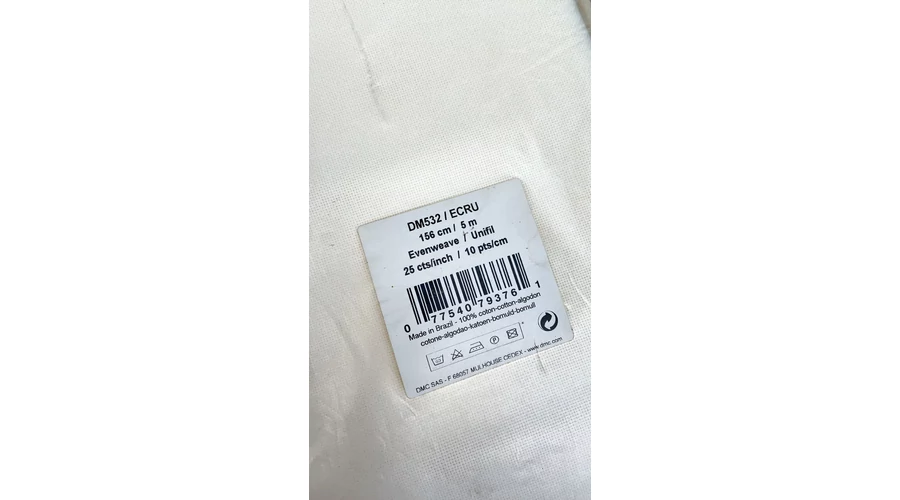 DM532 / ECRU
156 cm / 5 m
Evenweave / Unifil
25 cts/inch / 10 pts/cm
0 77540 79376 1
Made in Brazil - 100% coton-cotton-algodon
cotone-algodao-katoen-bomuld-bomull
P
DMC SAS - F 68057 MULHOUSE CEDEX - www.dmc.com